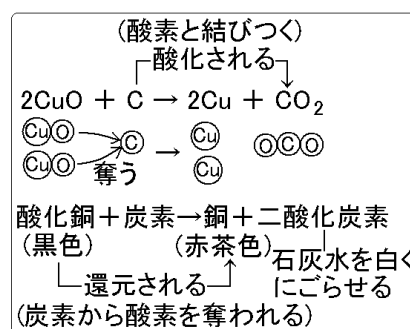 (酸素と結びつく)
酸化される
2CuO + C → 2Cu + CO₂
Cu O C Cu O C O
Cu O → Cu
奪う
酸化銅＋炭素→銅＋二酸化炭素
(黒色) (赤茶色) 石灰水を白く
還元される にごらせる
(炭素から酸素を奪われる)